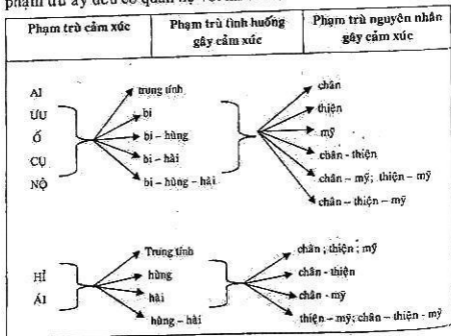 phạm trù ấy đều có quan hệ với
Phạm trù cảm xúc Phạm trù tình huống gây cảm xúc Phạm trù nguyên nhân gây cảm xúc
AI
ƯU
Ố
CỤ
NỘ
trung tính
bi
bi – hùng
bi – hài
bi – hùng – hài
chân
thiện
mỹ
chân - thiện
chân – mỹ; thiện – mỹ
chân – thiện – mỹ
HỈ
ÁI
Trung tính
hùng
hài
hùng – hài
chân ; thiện ; mỹ
chân - thiện
chân - mỹ
thiện – mỹ; chân – thiện - mỹ